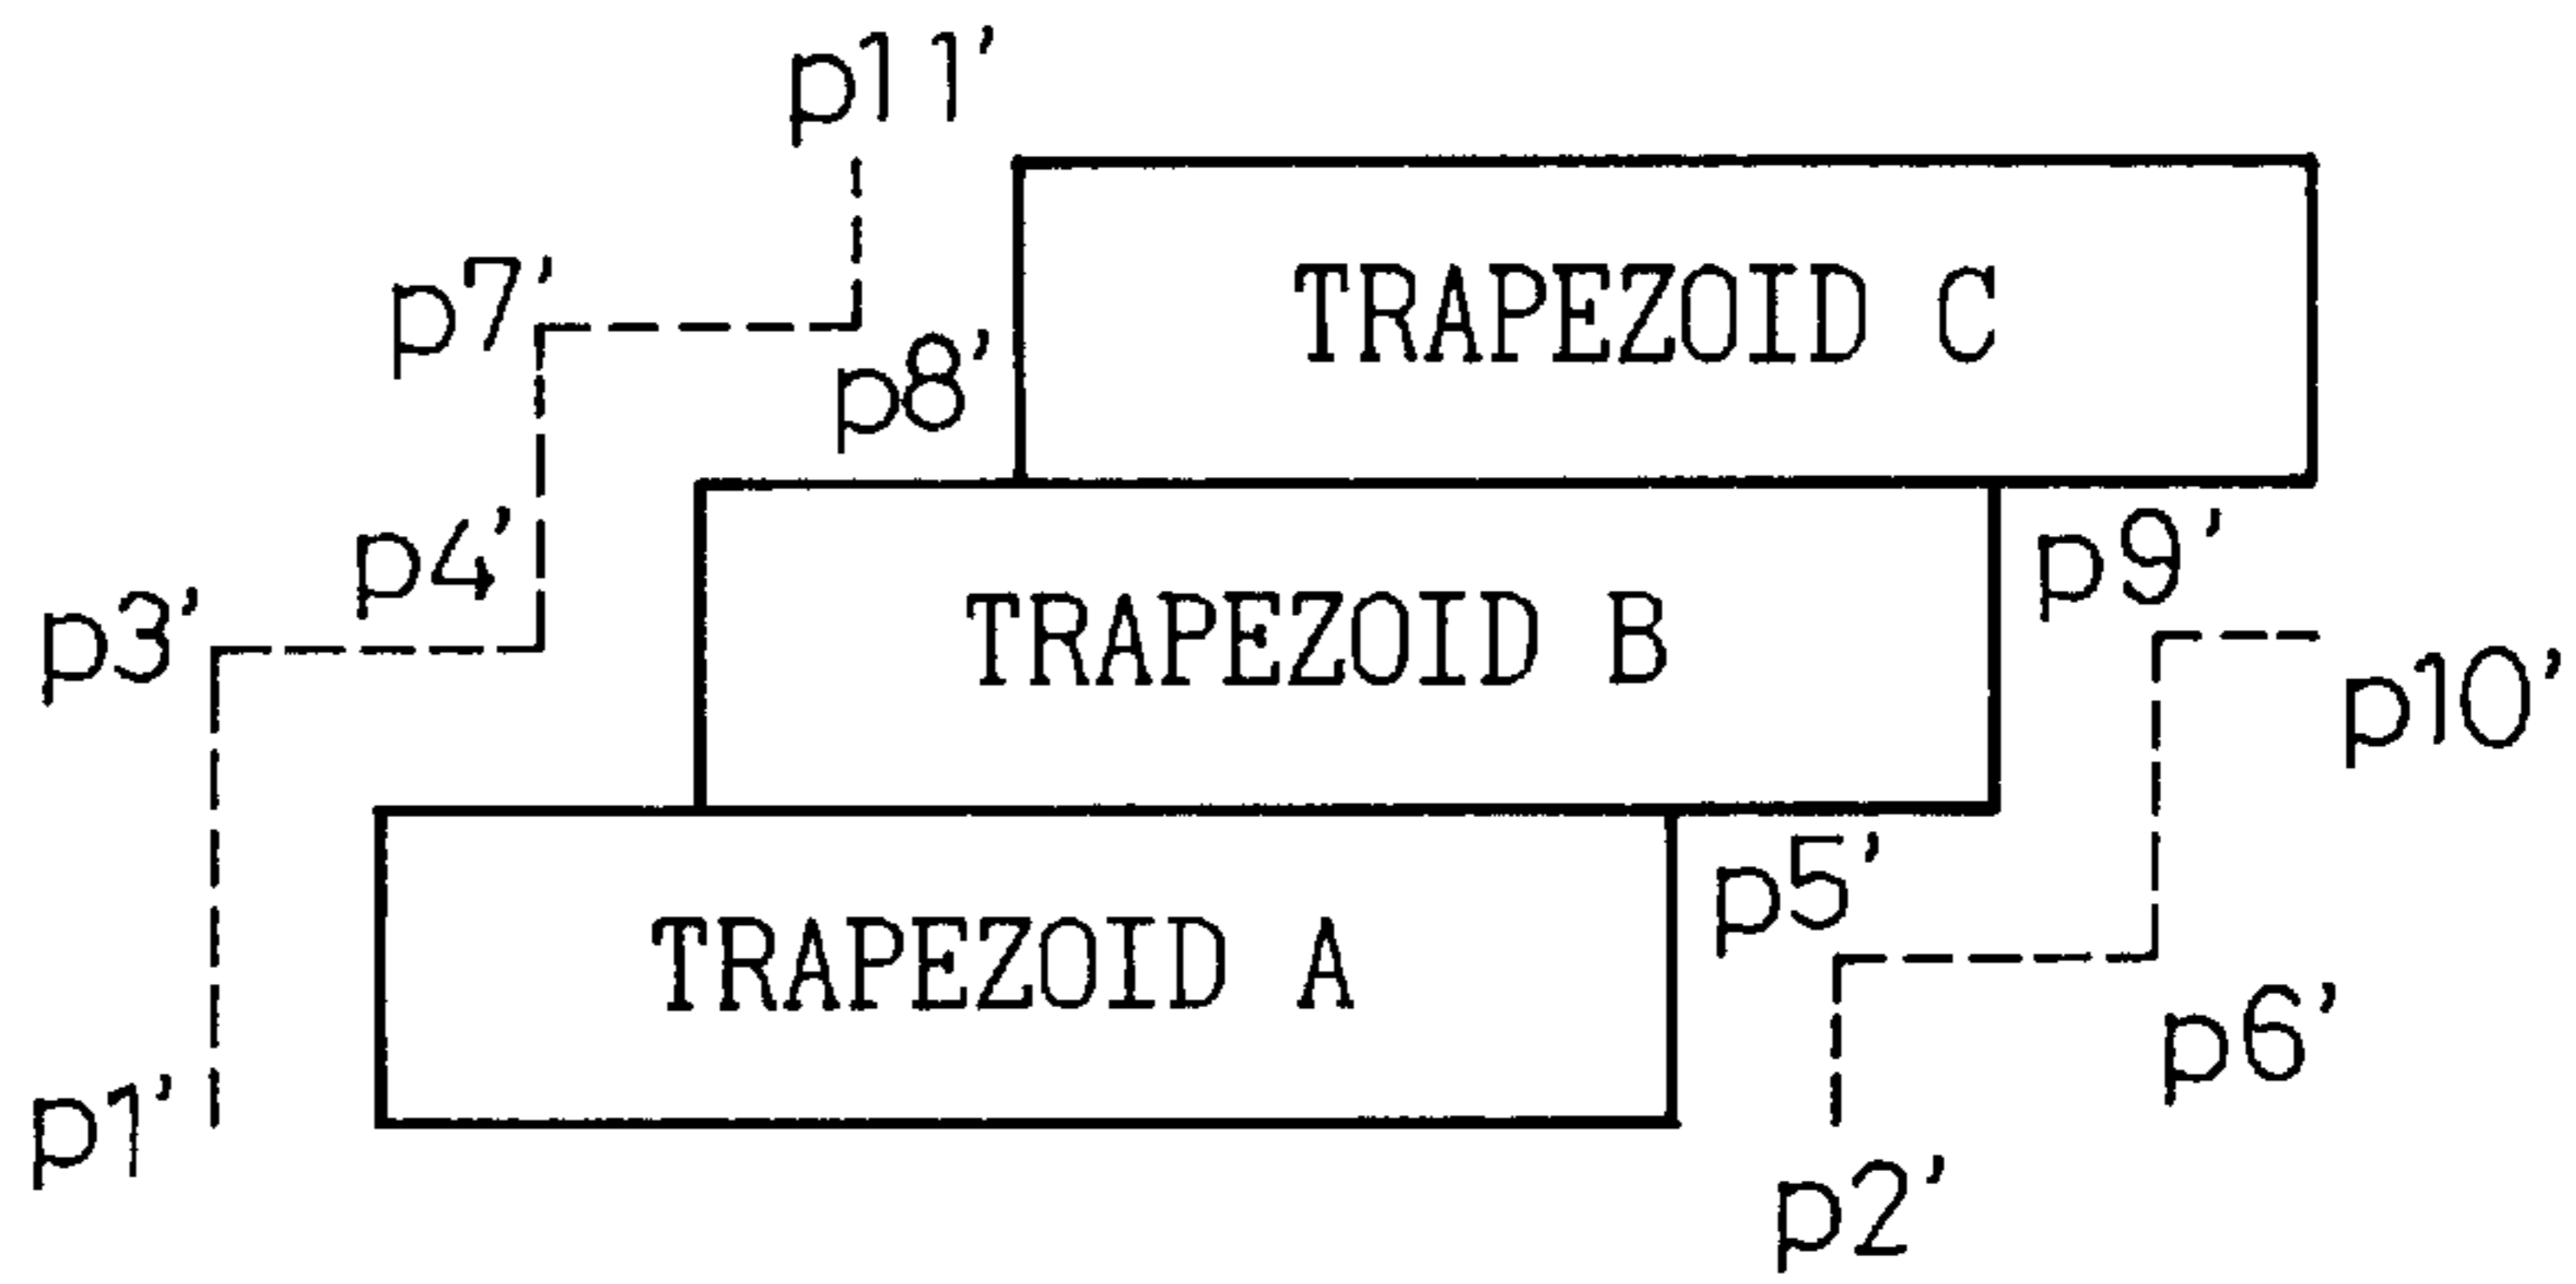 p11'
p7'
TRAPEZOID C
p8'
p4'
p9'
p3'
TRAPEZOID B
p10'
p5'
TRAPEZOID A
p6'
p1'
p2'